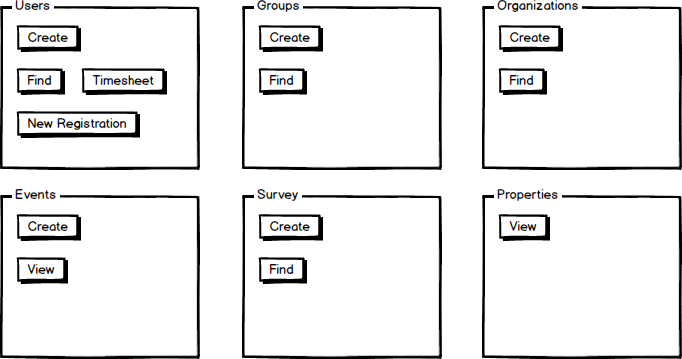 Users
Create
Find
Timesheet
New Registration
Groups
Create
Find
Organizations
Create
Find
Events
Create
View
Survey
Create
Find
Properties
View